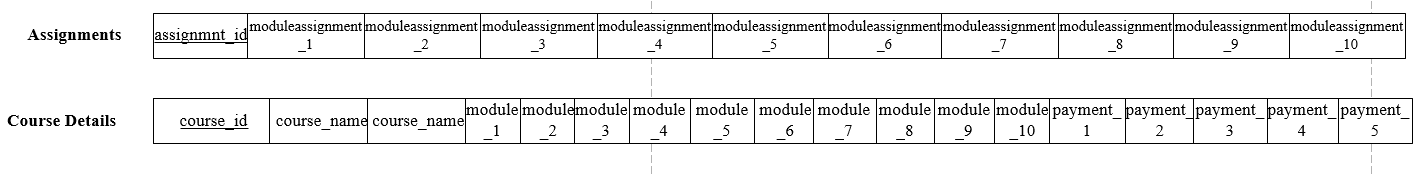 Assignments assignmnt_id moduleassignment moduleassignment moduleassignment moduleassignment moduleassignment moduleassignment moduleassignment moduleassignment moduleassignment moduleassignment
_1 _2 _3 _4 _5 _6 _7 _8 _9 _10
Course Details course_id course_name course_name module module module module module module module module module module payment_ payment_ payment_ payment_ payment_
_1 _2 _3 _4 _5 _6 _7 _8 _9 _10 1 2 3 4 5